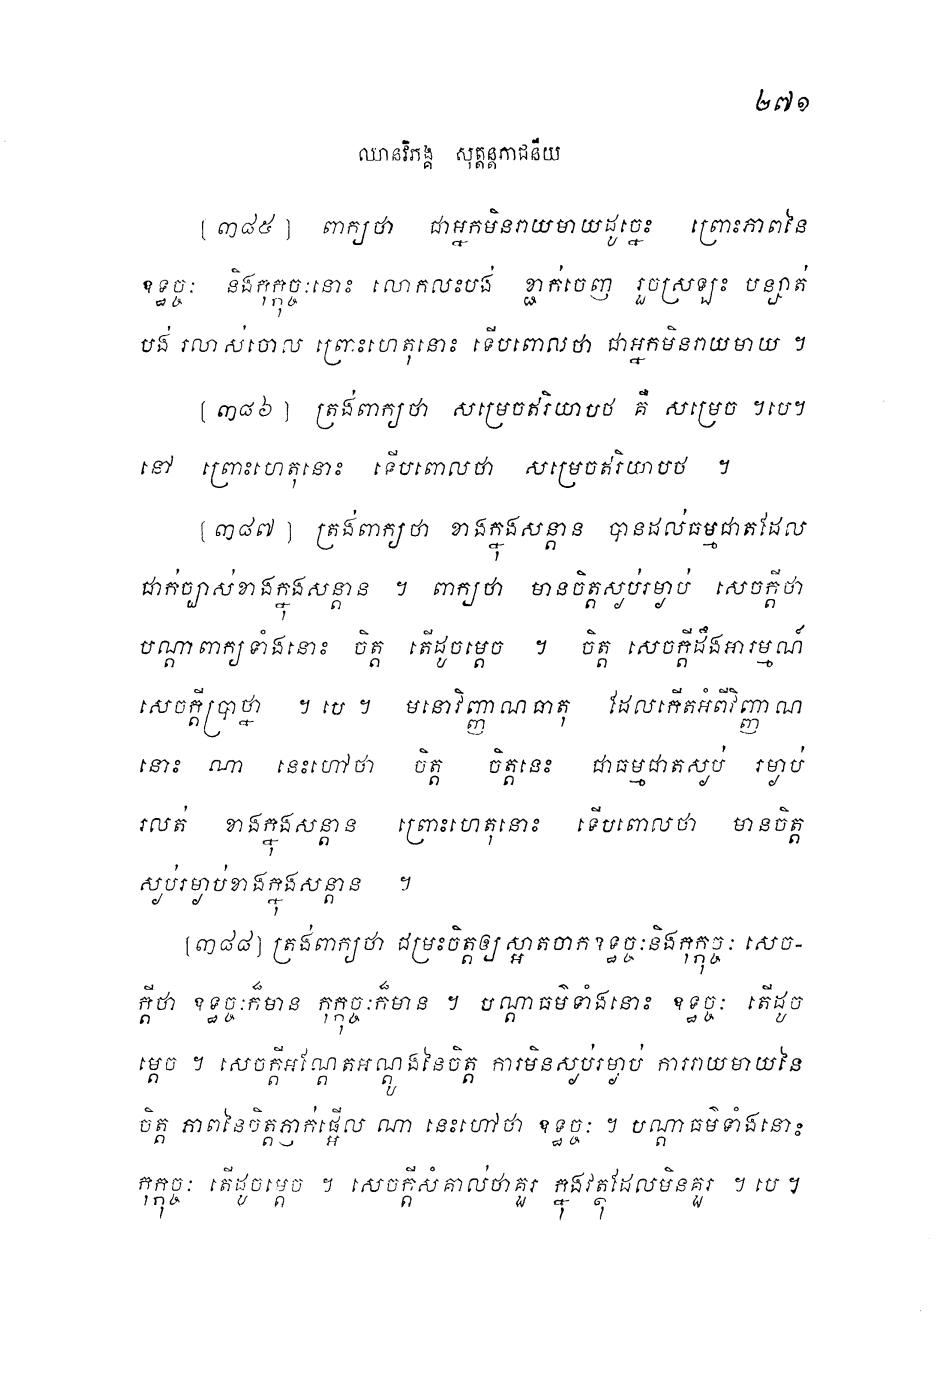 ២៧១
ឈានវិភង្គ សុត្តន្តភាជនីយ
[៣៨៥] ពាក្យថា ជាអ្នកមិនរាយមាយដូច្នេះ ព្រោះភាពនៃ
ឧទ្ធច្ចៈ និងកុក្កុច្ចៈនោះ លោកលះបង់ ខ្ជាក់ចេញ រួចស្រឡះ បន្សាត់
បង់ រលាស់ចោល ព្រោះហេតុនោះ ទើបពោលថា ជាអ្នកមិនរាយមាយ ។
[៣៨៦] ត្រង់ពាក្យថា សម្រេចឥរិយាបថ គឺ សម្រេច ។បេ។
នៅ ព្រោះហេតុនោះ ទើបពោលថា សម្រេចឥរិយាបថ ។
[៣៨៧] ត្រង់ពាក្យថា ខាងក្នុងសន្តាន បានដល់ធម្មជាតដែល
ជាក់ច្បាស់ខាងក្នុងសន្តាន ។ ពាក្យថា មានចិត្តស្ងប់រម្ងាប់ សេចក្តីថា
បណ្តាពាក្យទាំងនោះ ចិត្ត តើដូចម្តេច ។ ចិត្ត សេចក្តីដឹងអារម្មណ៍
សេចក្តីប្រាថ្នា ។ បេ ។ មនោវិញ្ញាណធាតុ ដែលកើតអំពីវិញ្ញាណ
នោះ ណា នេះហៅថា ចិត្ត ចិត្តនេះ ជាធម្មជាតស្ងប់ រម្ងាប់
រលត់ ខាងក្នុងសន្តាន ព្រោះហេតុនោះ ទើបពោលថា មានចិត្ត
ស្ងប់រម្ងាប់ខាងក្នុងសន្តាន ។
[៣៨៨] ត្រង់ពាក្យថា ជម្រះចិត្តឲ្យស្អាតចាកឧទ្ធច្ចៈនិងកុក្កុច្ចៈ សេច-
ក្តីថា ឧទ្ធច្ចៈក៏មាន កុក្កុច្ចៈក៏មាន ។ បណ្តាធម៌ទាំងនោះ ឧទ្ធច្ចៈ តើដូច
ម្តេច ។ សេចក្តីអណ្តែតអណ្តូងនៃចិត្ត ការមិនស្ងប់រម្ងាប់ ការរាយមាយនៃ
ចិត្ត ភាពនៃចិត្តភ្ញាក់ផ្អើល ណា នេះហៅថា ឧទ្ធច្ចៈ ។ បណ្តាធម៌ទាំងនោះ
កុក្កុច្ចៈ តើដូចម្តេច ។ សេចក្តីសំគាល់ថាគួរ ក្នុងវត្ថុដែលមិនគួរ ។ បេ ។